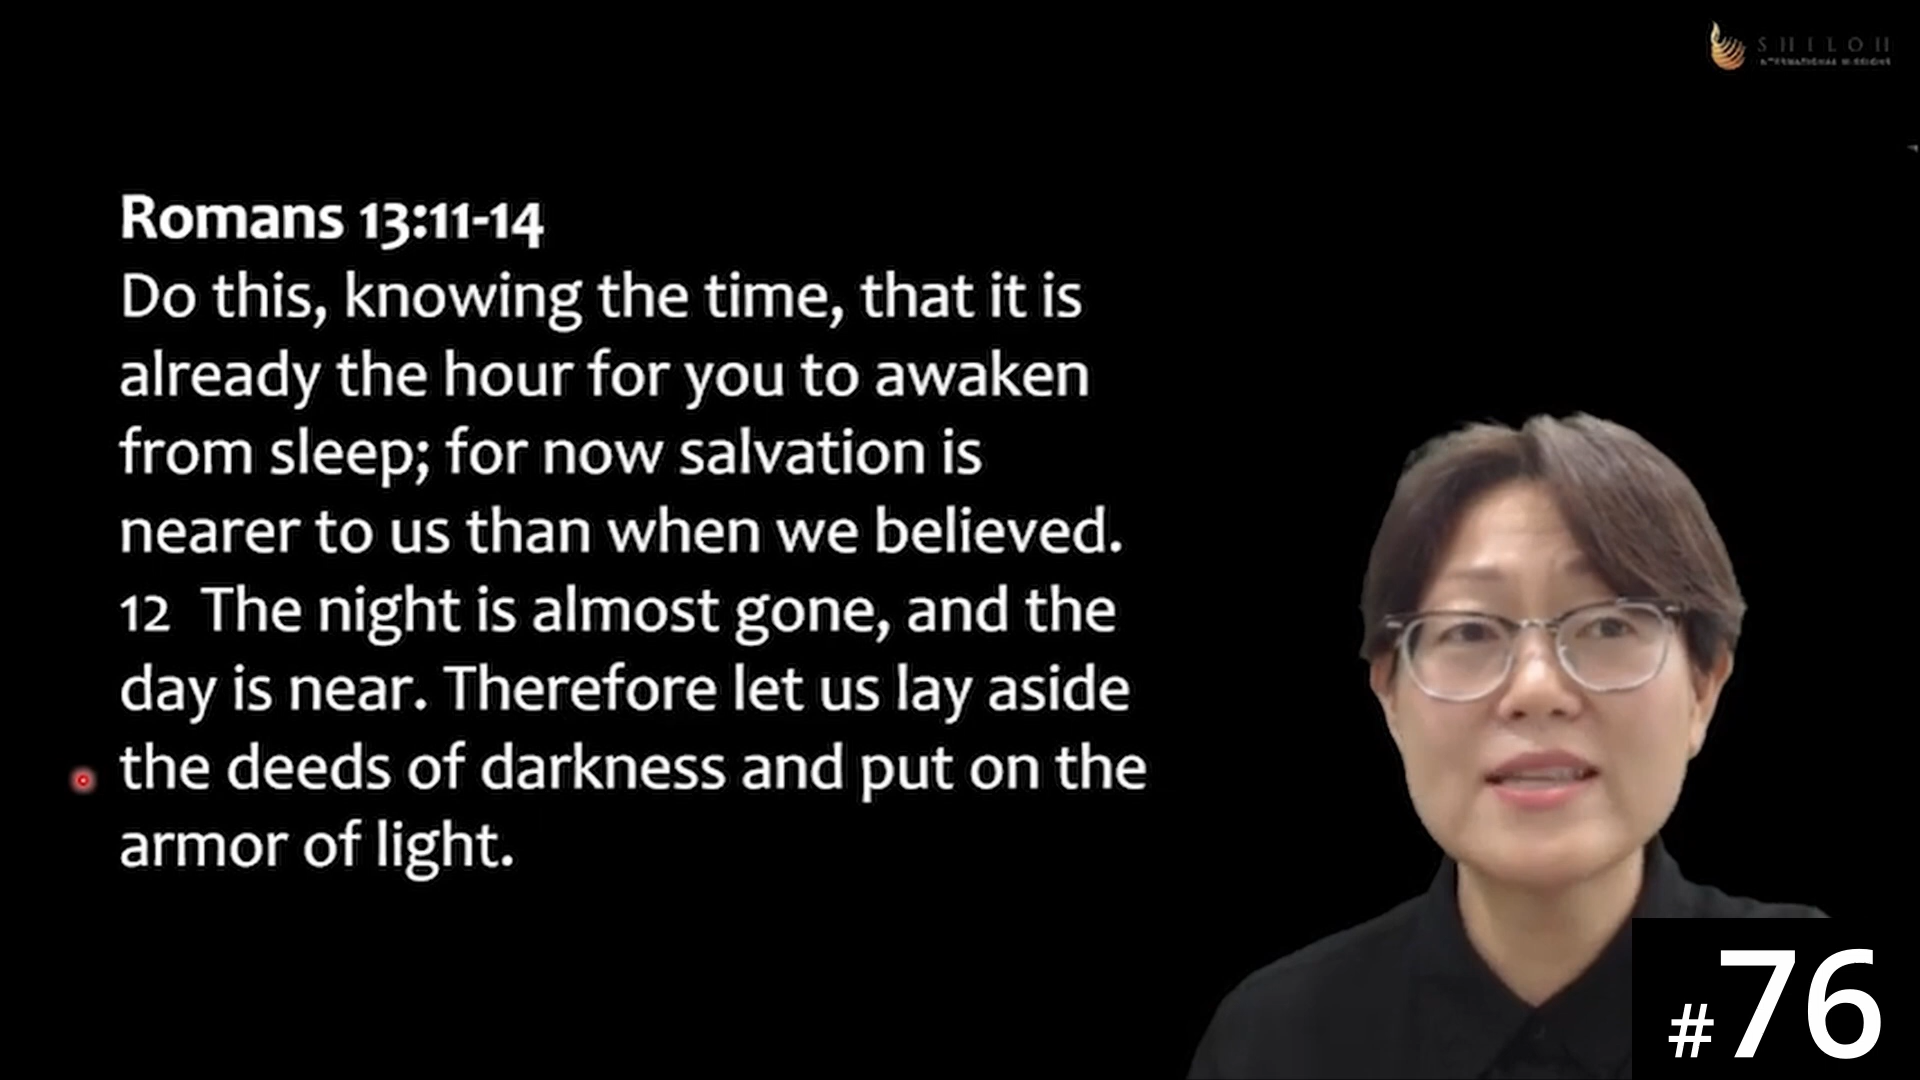 SHILOH
INTERNATIONAL MISSIONS
Romans 13:11-14
Do this, knowing the time, that it is
already the hour for you to awaken
from sleep; for now salvation is
nearer to us than when we believed.
12 The night is almost gone, and the
day is near. Therefore let us lay aside
the deeds of darkness and put on the
armor of light.
#76